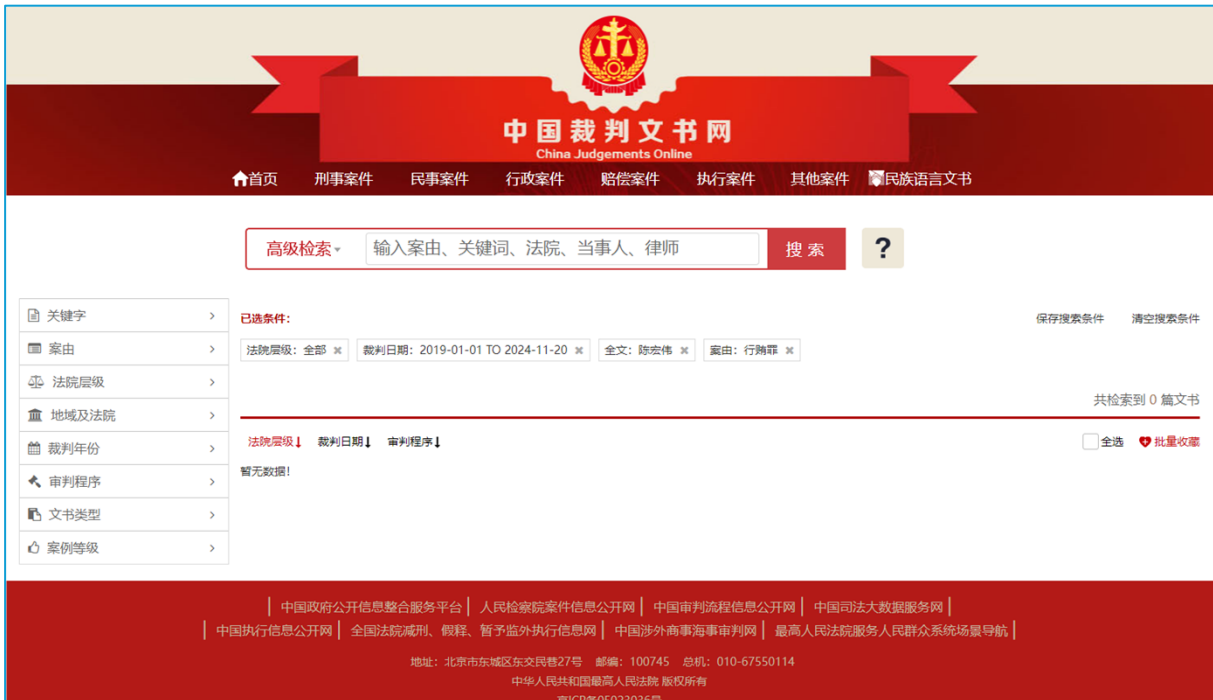 中国裁判文书网
China Judgements Online
首页 刑事案件 民事案件 行政案件 赔偿案件 执行案件 其他案件 民族语言文书
高级检索 输入案由、关键词、法院、当事人、律师 搜索 ?
关键字
案由
法院层级
地域及法院
裁判年份
审判程序
文书类型
案例等级
已选条件： 保存搜索条件 清空搜索条件
法院层级：全部 × 裁判日期：2019-01-01 TO 2024-11-20 × 全文：陈宏伟 × 案由：行贿罪 ×
共检索到 0 篇文书
法院层级↓ 裁判日期↓ 审判程序↓ 全选 批量收藏
暂无数据!
| 中国政府公开信息整合服务平台 | 人民检察院案件信息公开网 | 中国审判流程信息公开网 | 中国司法大数据服务网 |
| 中国执行信息公开网 | 全国法院减刑、假释、暂予监外执行信息网 | 中国涉外商事海事审判网 | 最高人民法院服务人民群众系统场景导航 |
地址：北京市东城区东交民巷27号 邮编：100745 总机：010-67550114
中华人民共和国最高人民法院 版权所有
京ICP备05023036号